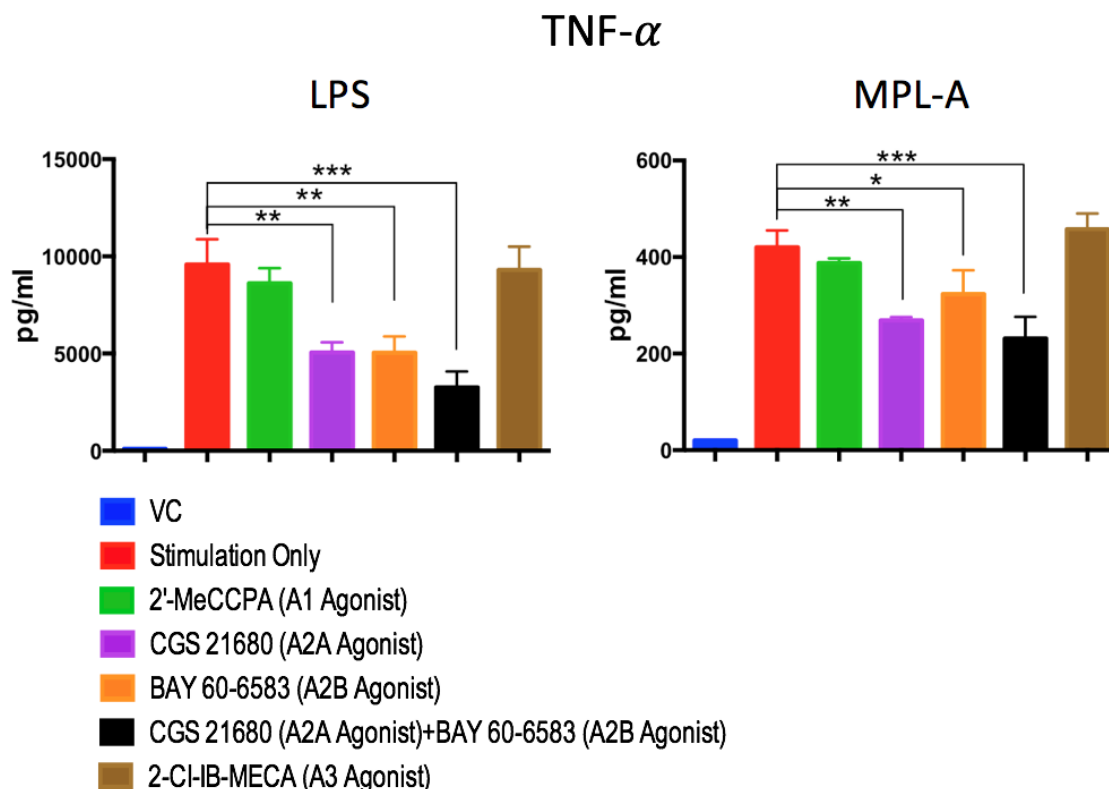 TNF-α
LPS
MPL-A
pg/ml
15000
10000
5000
0
***
**
**
pg/ml
600
400
200
0
***
*
**
VC
Stimulation Only
2'-MeCCPA (A1 Agonist)
CGS 21680 (A2A Agonist)
BAY 60-6583 (A2B Agonist)
CGS 21680 (A2A Agonist)+BAY 60-6583 (A2B Agonist)
2-CI-IB-MECA (A3 Agonist)